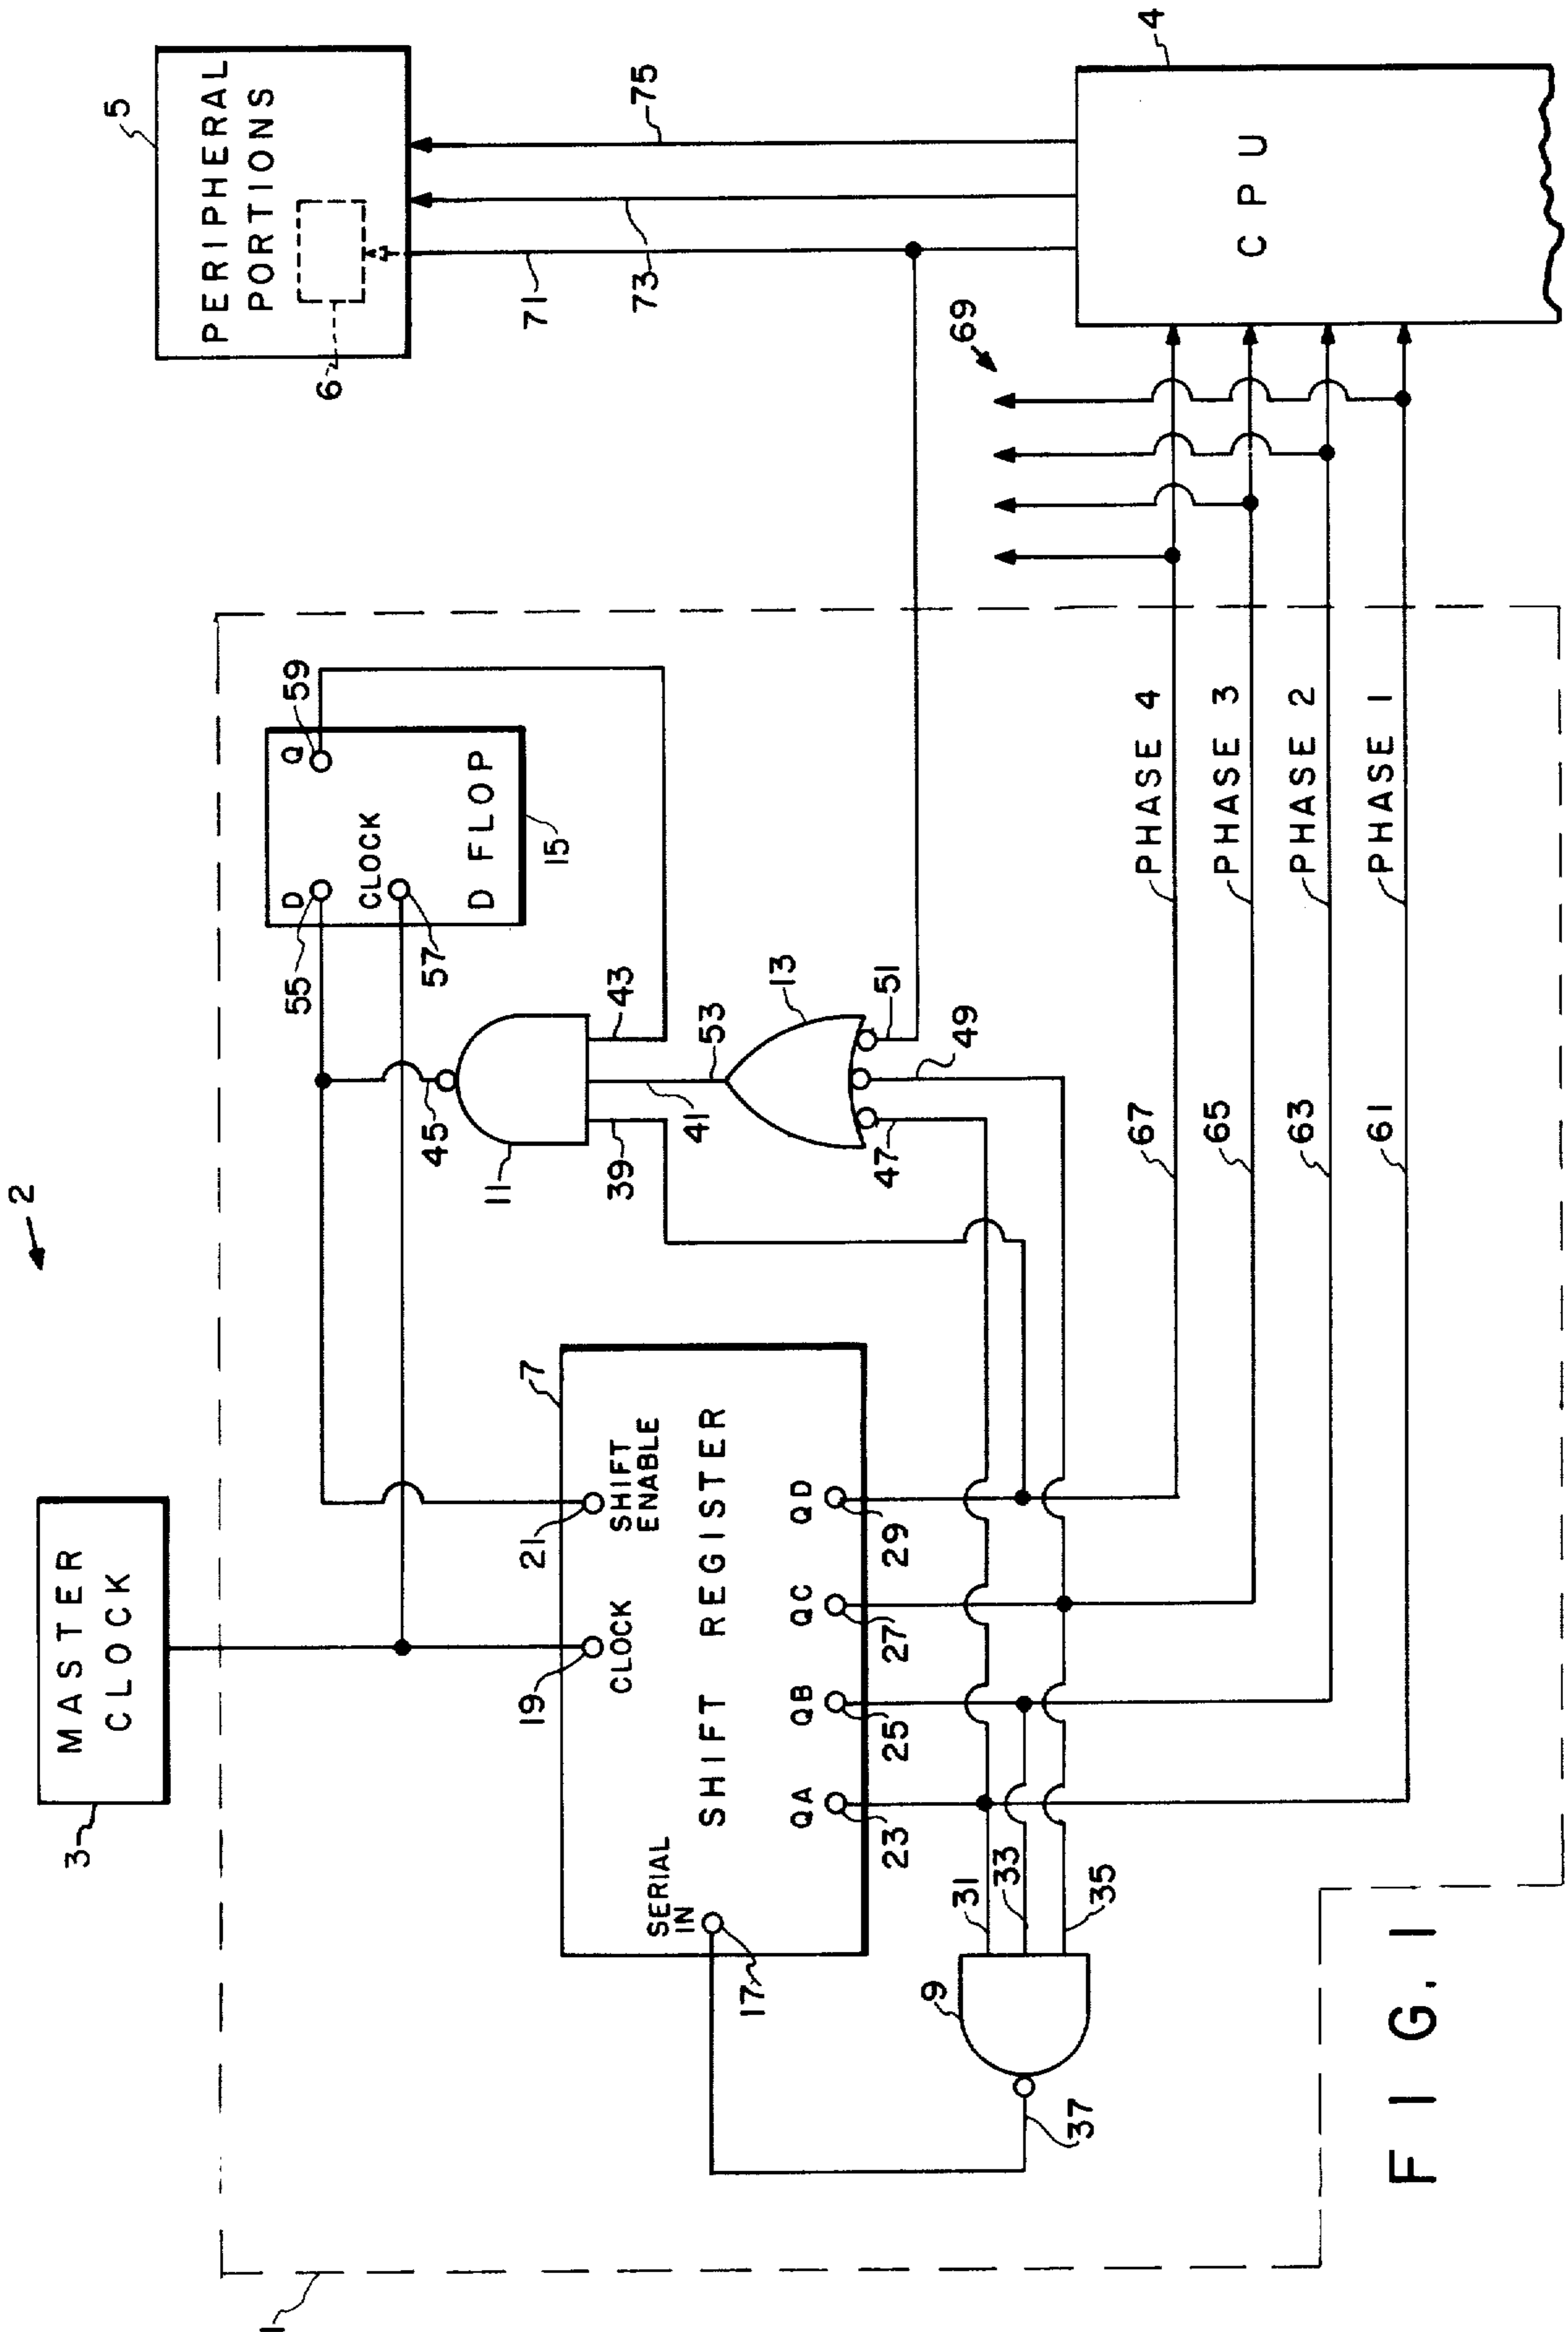 2
3
MASTER
CLOCK
5
PERIPHERAL
PORTIONS
6
1
7
19
CLOCK
21
SHIFT
ENABLE
SERIAL
IN
17
SHIFT REGISTER
QA
QB
QC
QD
23
25
27
29
D
55
CLOCK
57
Q
59
D FLOP
15
45
11
39
41
43
53
13
47
49
51
9
31
33
35
37
71
73
75
69
67
PHASE 4
65
PHASE 3
63
PHASE 2
61
PHASE 1
CPU
4
FIG. 1